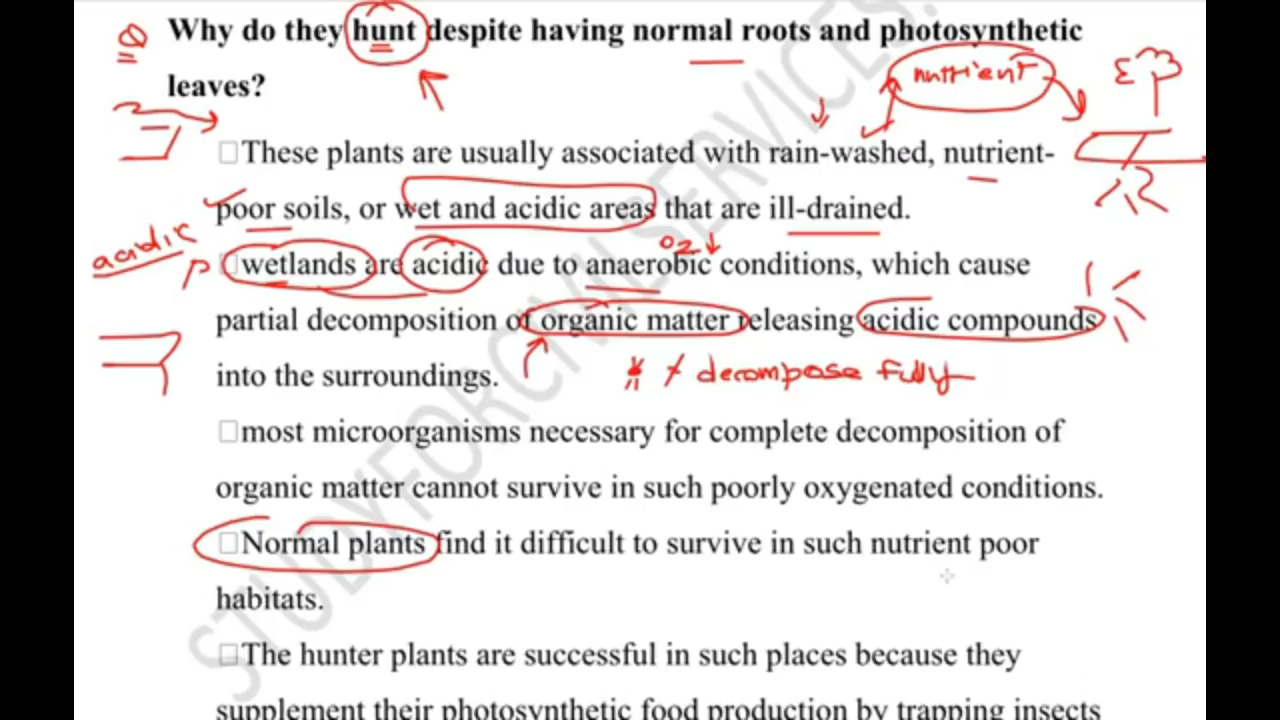 Why do they hunt despite having normal roots and photosynthetic
leaves?
nutrient
These plants are usually associated with rain-washed, nutrient-
poor soils, or wet and acidic areas that are ill-drained.
acidic
O2↓
wetlands are acidic due to anaerobic conditions, which cause
partial decomposition of organic matter releasing acidic compounds
into the surroundings.
decompose fully
most microorganisms necessary for complete decomposition of
organic matter cannot survive in such poorly oxygenated conditions.
Normal plants find it difficult to survive in such nutrient poor
habitats.
The hunter plants are successful in such places because they
supplement their photosynthetic food production by trapping insects
STUDYFORCIVILSERVICES